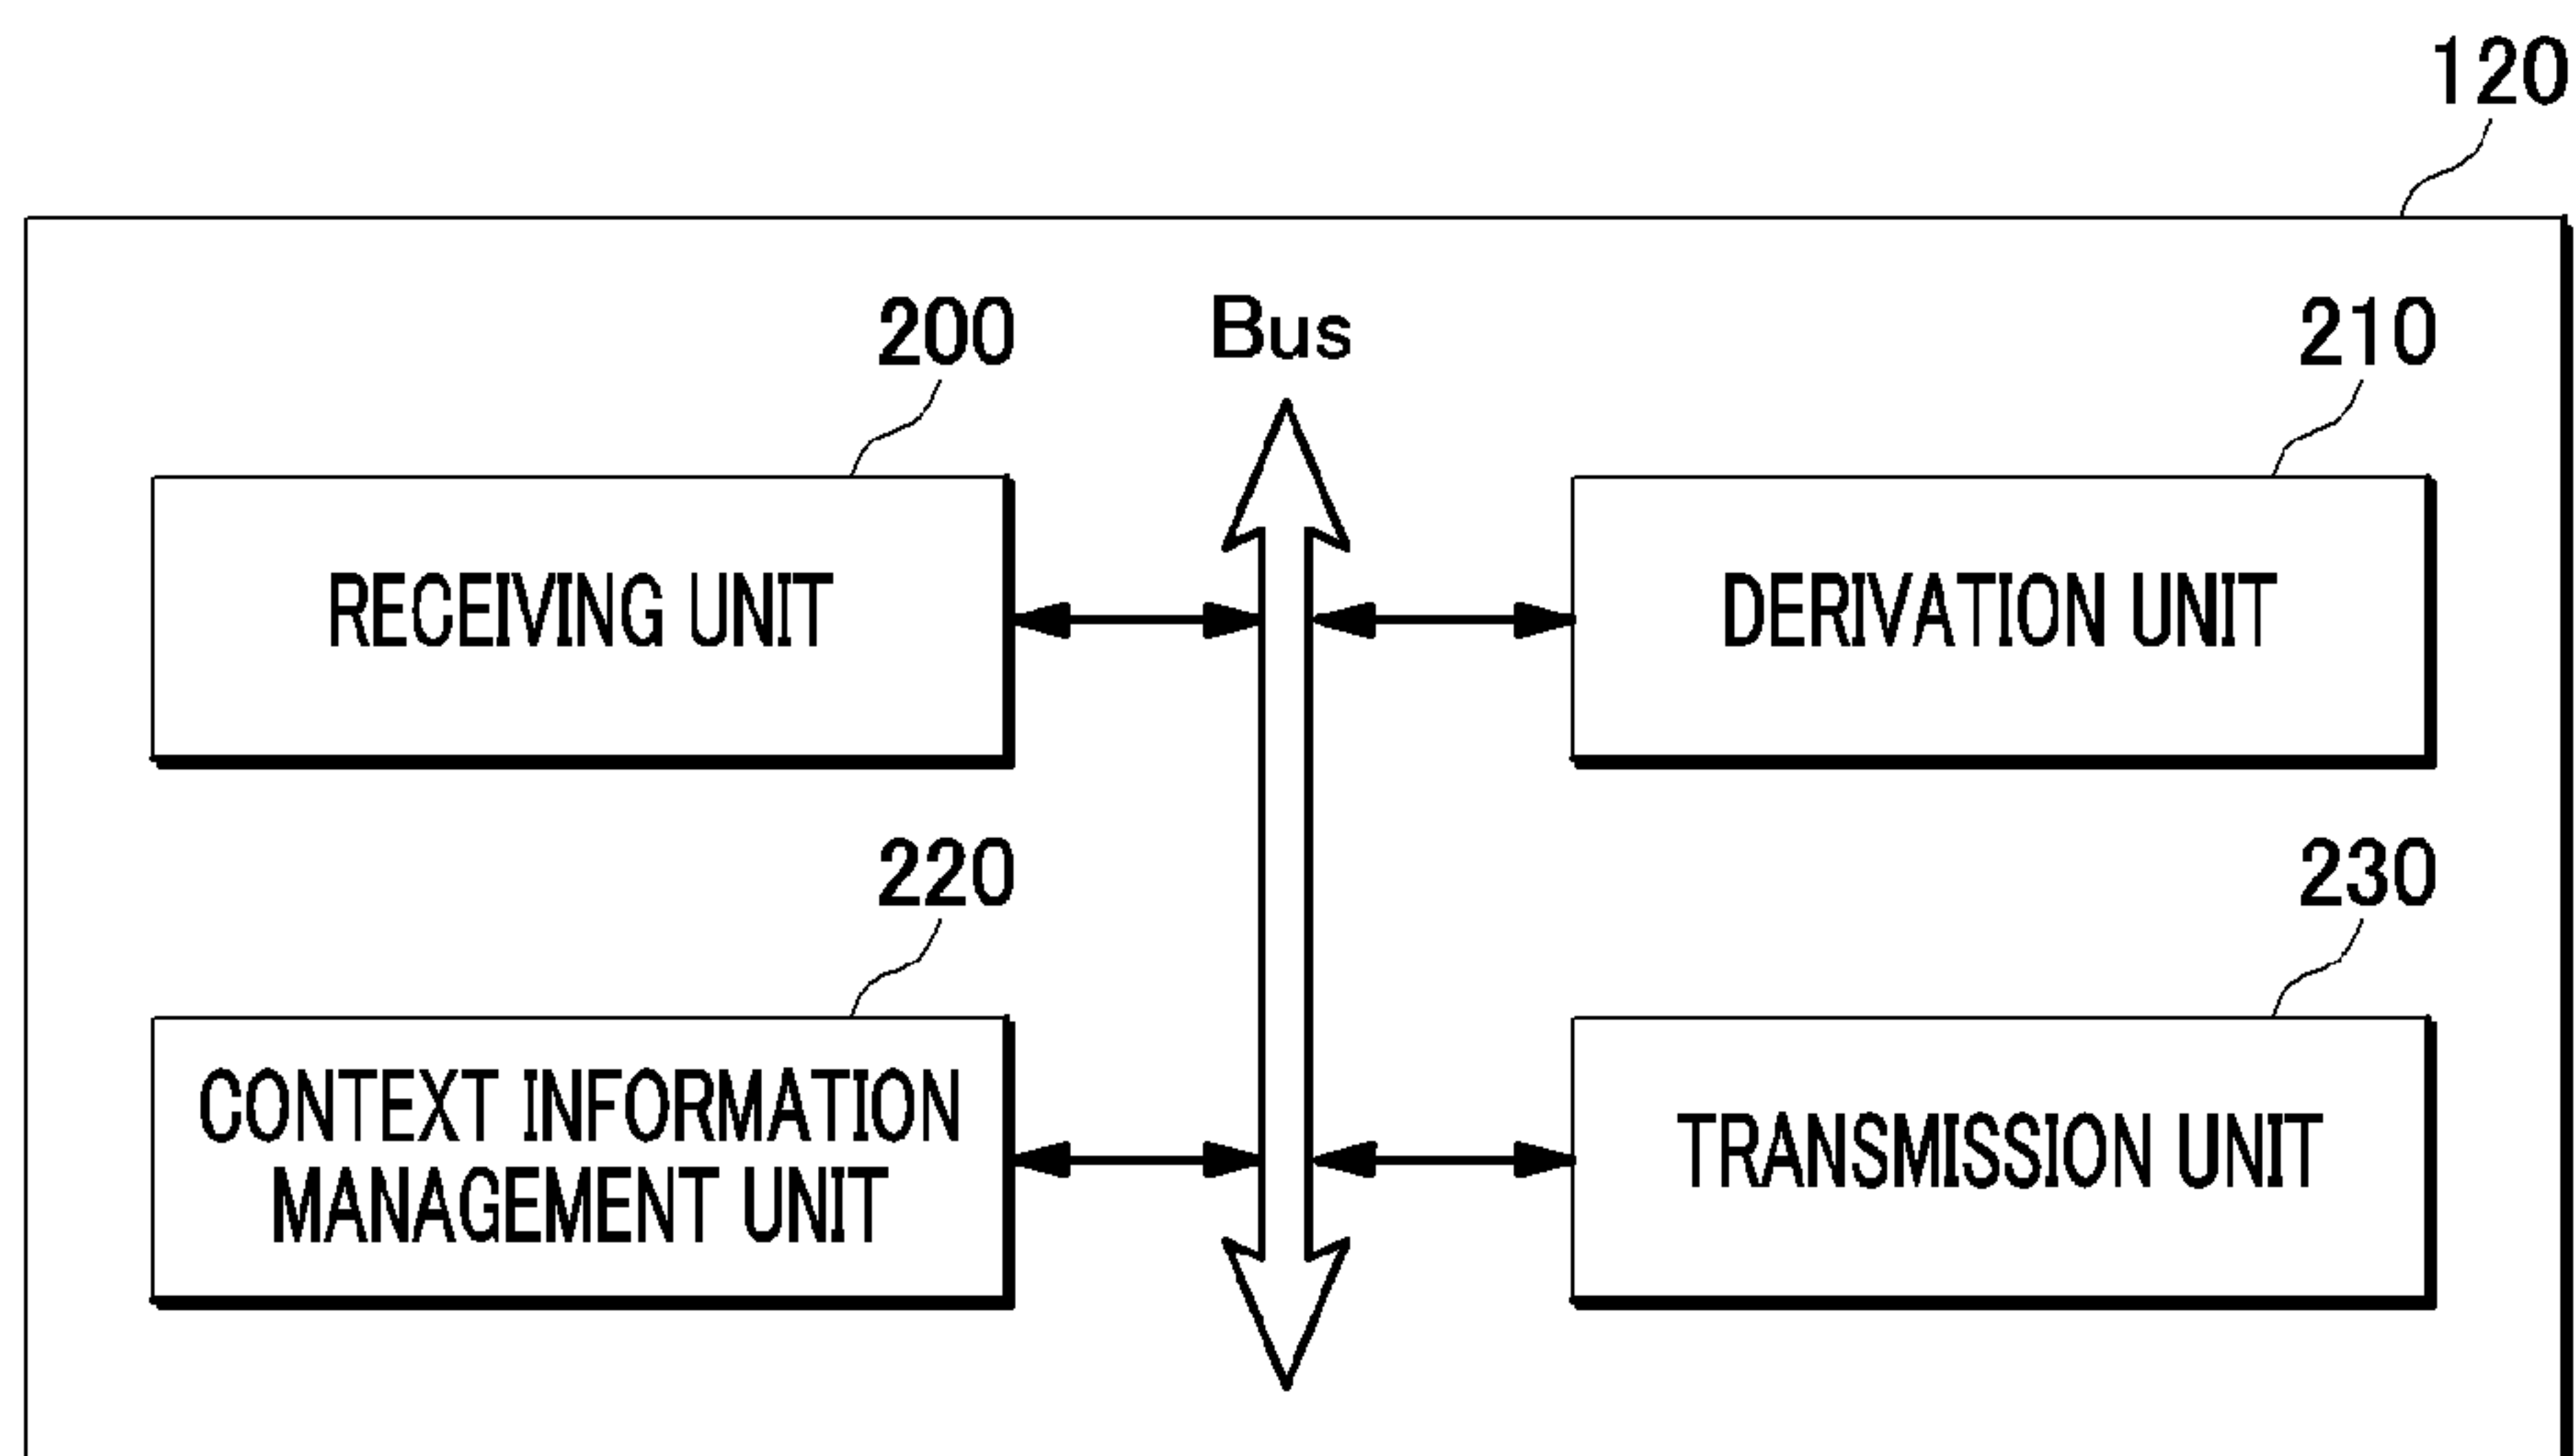 120
200
Bus
210
RECEIVING UNIT
DERIVATION UNIT
220
230
CONTEXT INFORMATION
MANAGEMENT UNIT
TRANSMISSION UNIT